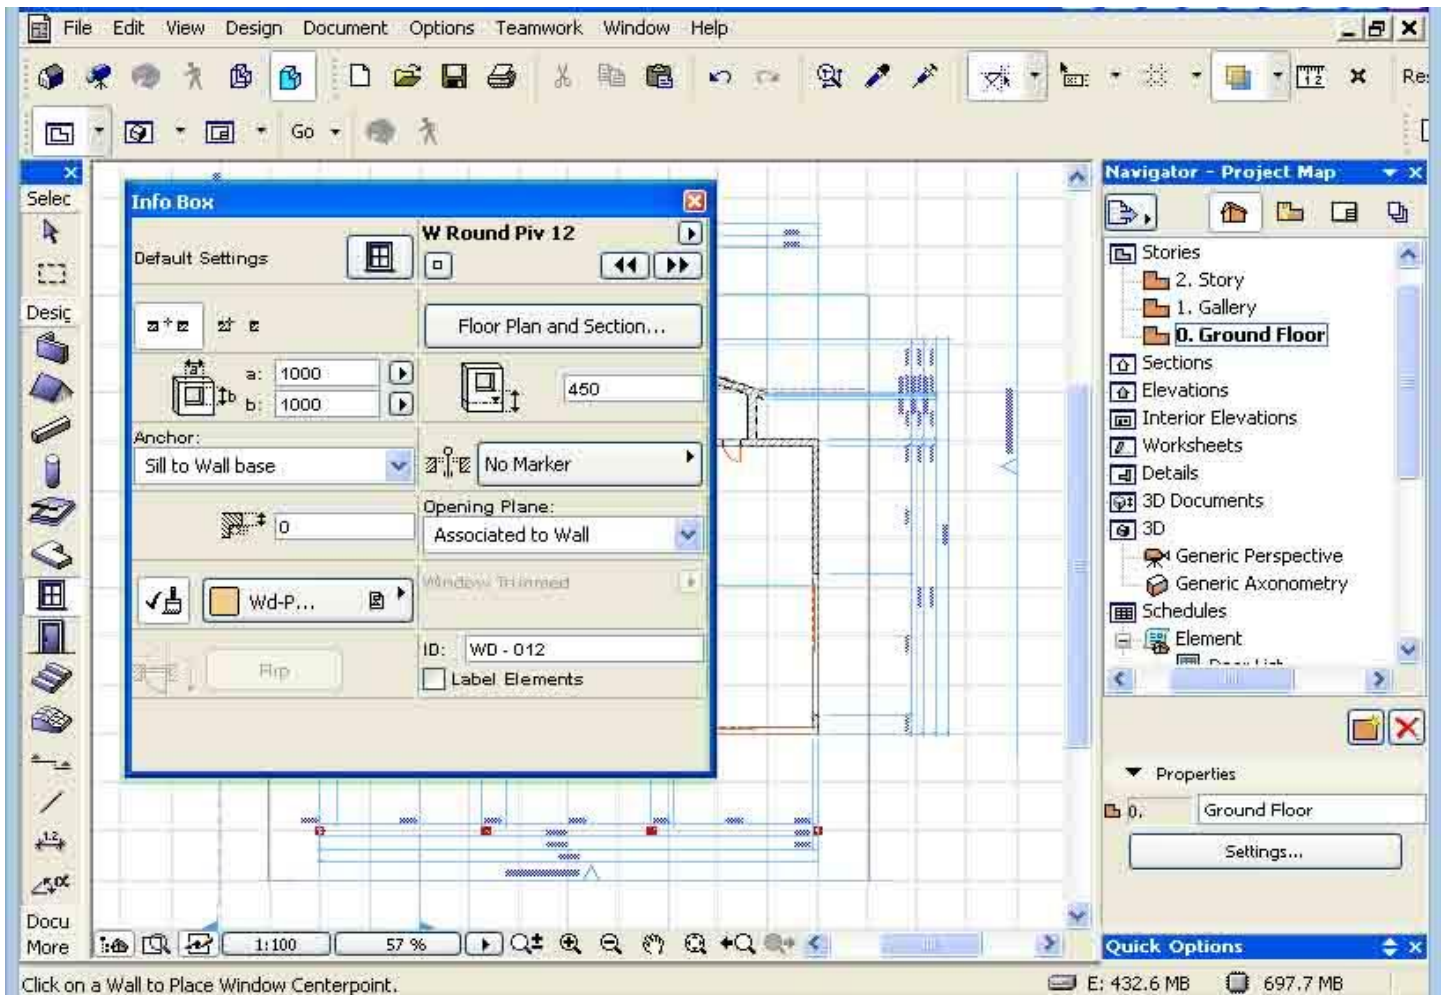 File Edit View Design Document Options Teamwork Window Help
Go
Selec
Desig
Docu
More
Info Box
Default Settings
W Round Piv 12
Floor Plan and Section...
a: 1000
b: 1000
450
Anchor:
Sill to Wall base
No Marker
0
Opening Plane:
Associated to Wall
Wd-P...
Window Trimmed
Flip
ID: WD - 012
Label Elements
1:100
57 %
Navigator - Project Map
Stories
2. Story
1. Gallery
0. Ground Floor
Sections
Elevations
Interior Elevations
Worksheets
Details
3D Documents
3D
Generic Perspective
Generic Axonometry
Schedules
Element
Properties
0. Ground Floor
Settings...
Quick Options
Click on a Wall to Place Window Centerpoint.
E: 432.6 MB
697.7 MB